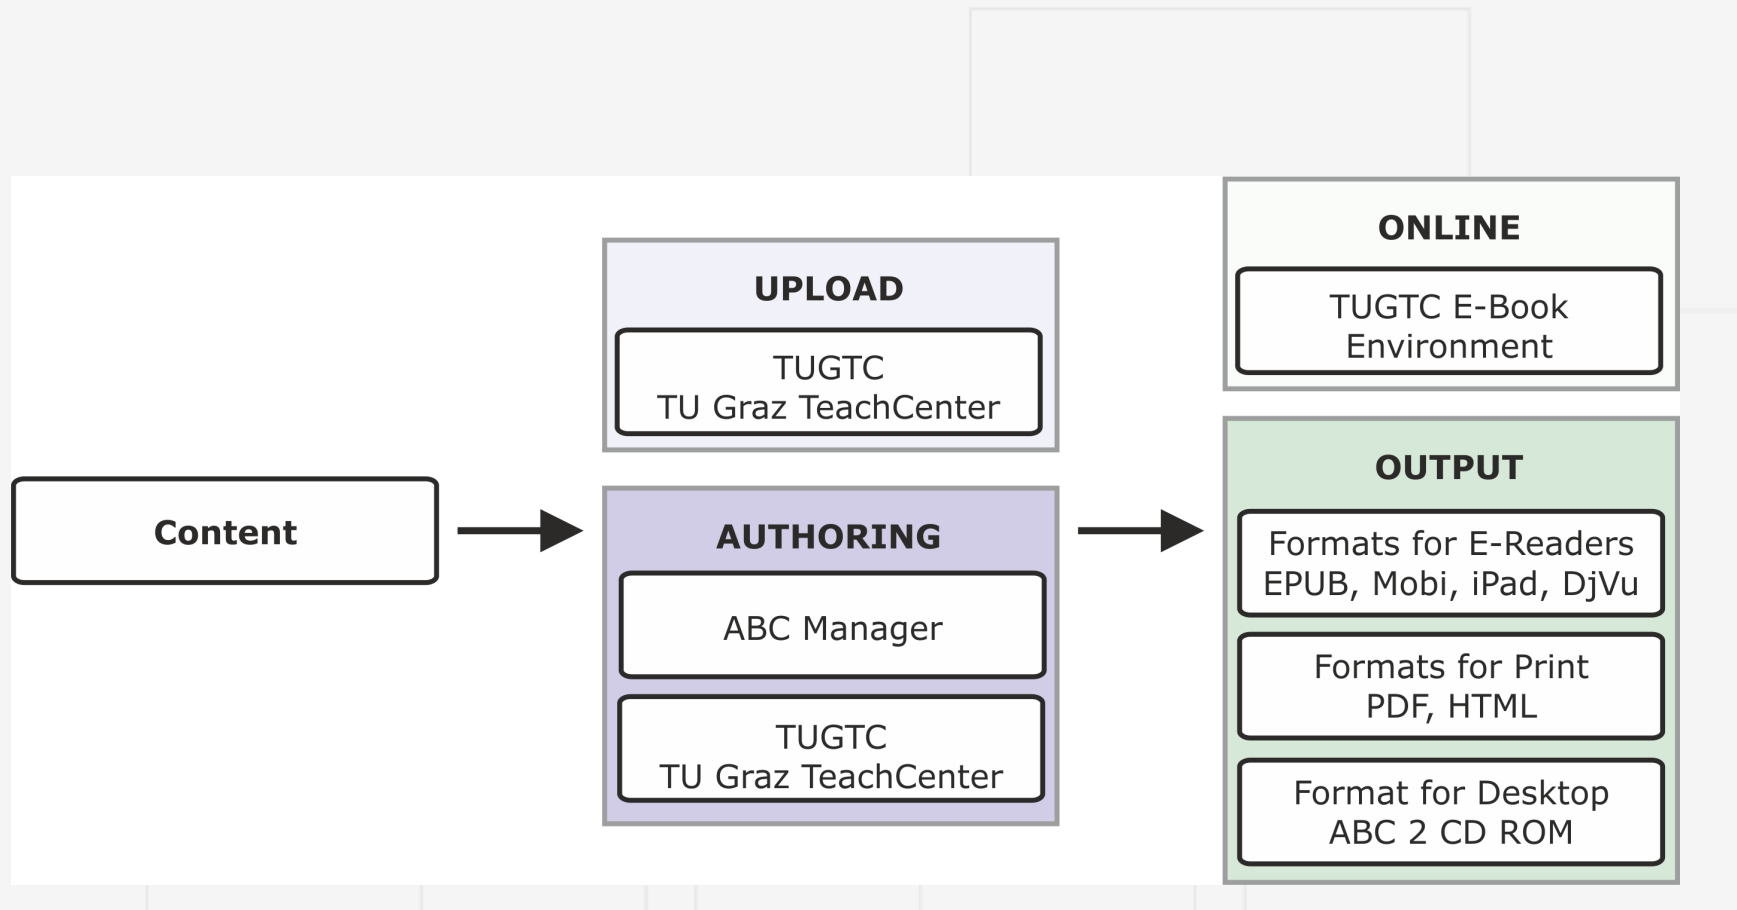 Content
UPLOAD
TUGTC
TU Graz TeachCenter
AUTHORING
ABC Manager
TUGTC
TU Graz TeachCenter
ONLINE
TUGTC E-Book
Environment
OUTPUT
Formats for E-Readers
EPUB, Mobi, iPad, DjVu
Formats for Print
PDF, HTML
Format for Desktop
ABC 2 CD ROM